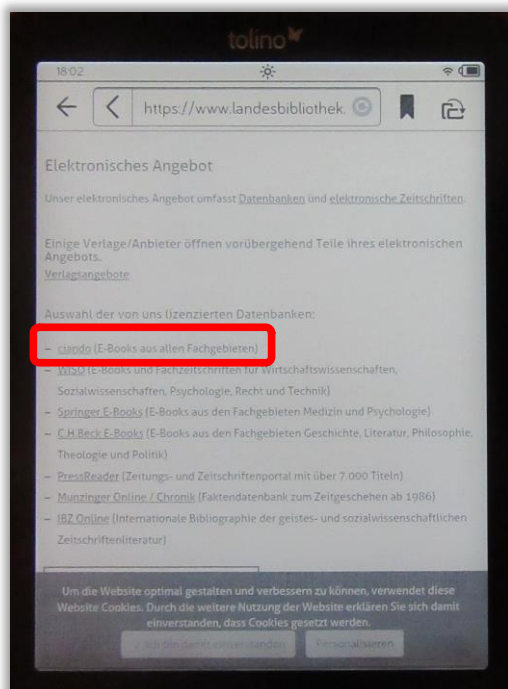 tolino
18:02
https://www.landesbibliothek.
Elektronisches Angebot
Unser elektronisches Angebot umfasst Datenbanken und elektronische Zeitschriften.
Einige Verlage/Anbieter öffnen vorübergehend Teile ihres elektronischen
Angebots.
Verlagsangebote
Auswahl der von uns lizenzierten Datenbanken:
– ciando (E-Books aus allen Fachgebieten)
– WISO (E-Books und Fachzeitschriften für Wirtschaftswissenschaften,
Sozialwissenschaften, Psychologie, Recht und Technik)
– Springer E-Books (E-Books aus den Fachgebieten Medizin und Psychologie)
– C.H.Beck E-Books (E-Books aus den Fachgebieten Geschichte, Literatur, Philosophie,
Theologie und Politik)
– PressReader (Zeitungs- und Zeitschriftenportal mit über 7.000 Titeln)
– Munzinger Online / Chronik (Faktendatenbank zum Zeitgeschehen ab 1986)
– IBZ Online (Internationale Bibliographie der geistes- und sozialwissenschaftlichen
Zeitschriftenliteratur)
Um die Website optimal gestalten und verbessern zu können, verwendet diese
Website Cookies. Durch die weitere Nutzung der Website erklären Sie sich damit
einverstanden, dass Cookies gesetzt werden.
Ich bin damit einverstanden
Personalisieren